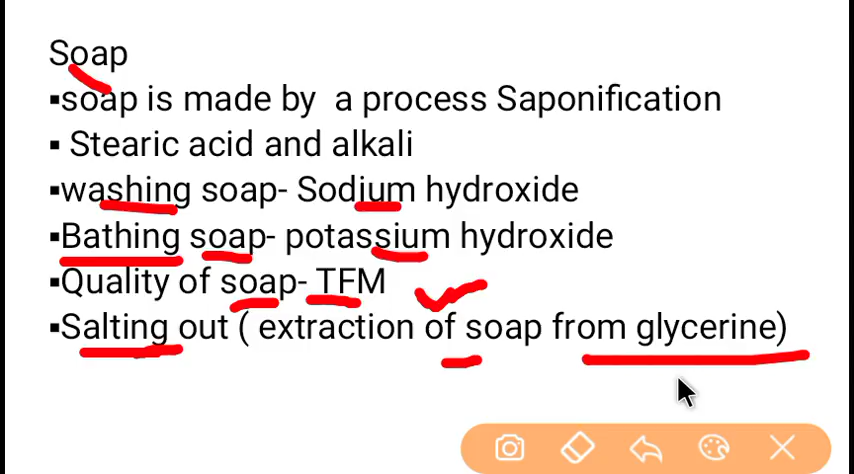 Soap
▪soap is made by a process Saponification
▪ Stearic acid and alkali
▪washing soap- Sodium hydroxide
▪Bathing soap- potassium hydroxide
▪Quality of soap- TFM
▪Salting out ( extraction of soap from glycerine)